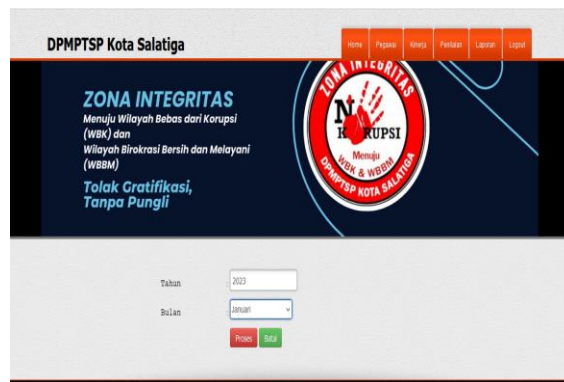 DPMPTSP Kota Salatiga
Home Pegawai Kinerja Penilaian Laporan Logout
ZONA INTEGRITAS
Menuju Wilayah Bebas dari Korupsi
(WBK) dan
Wilayah Birokrasi Bersih dan Melayani
(WBBM)
Tolak Gratifikasi,
Tanpa Pungli
ZONA INTEGRITAS
N
K RUPSI
Menuju
WBK & WBBM
DPMPTSP KOTA SALATIGA
Tahun : 2023
Bulan : Januari
Proses Batal